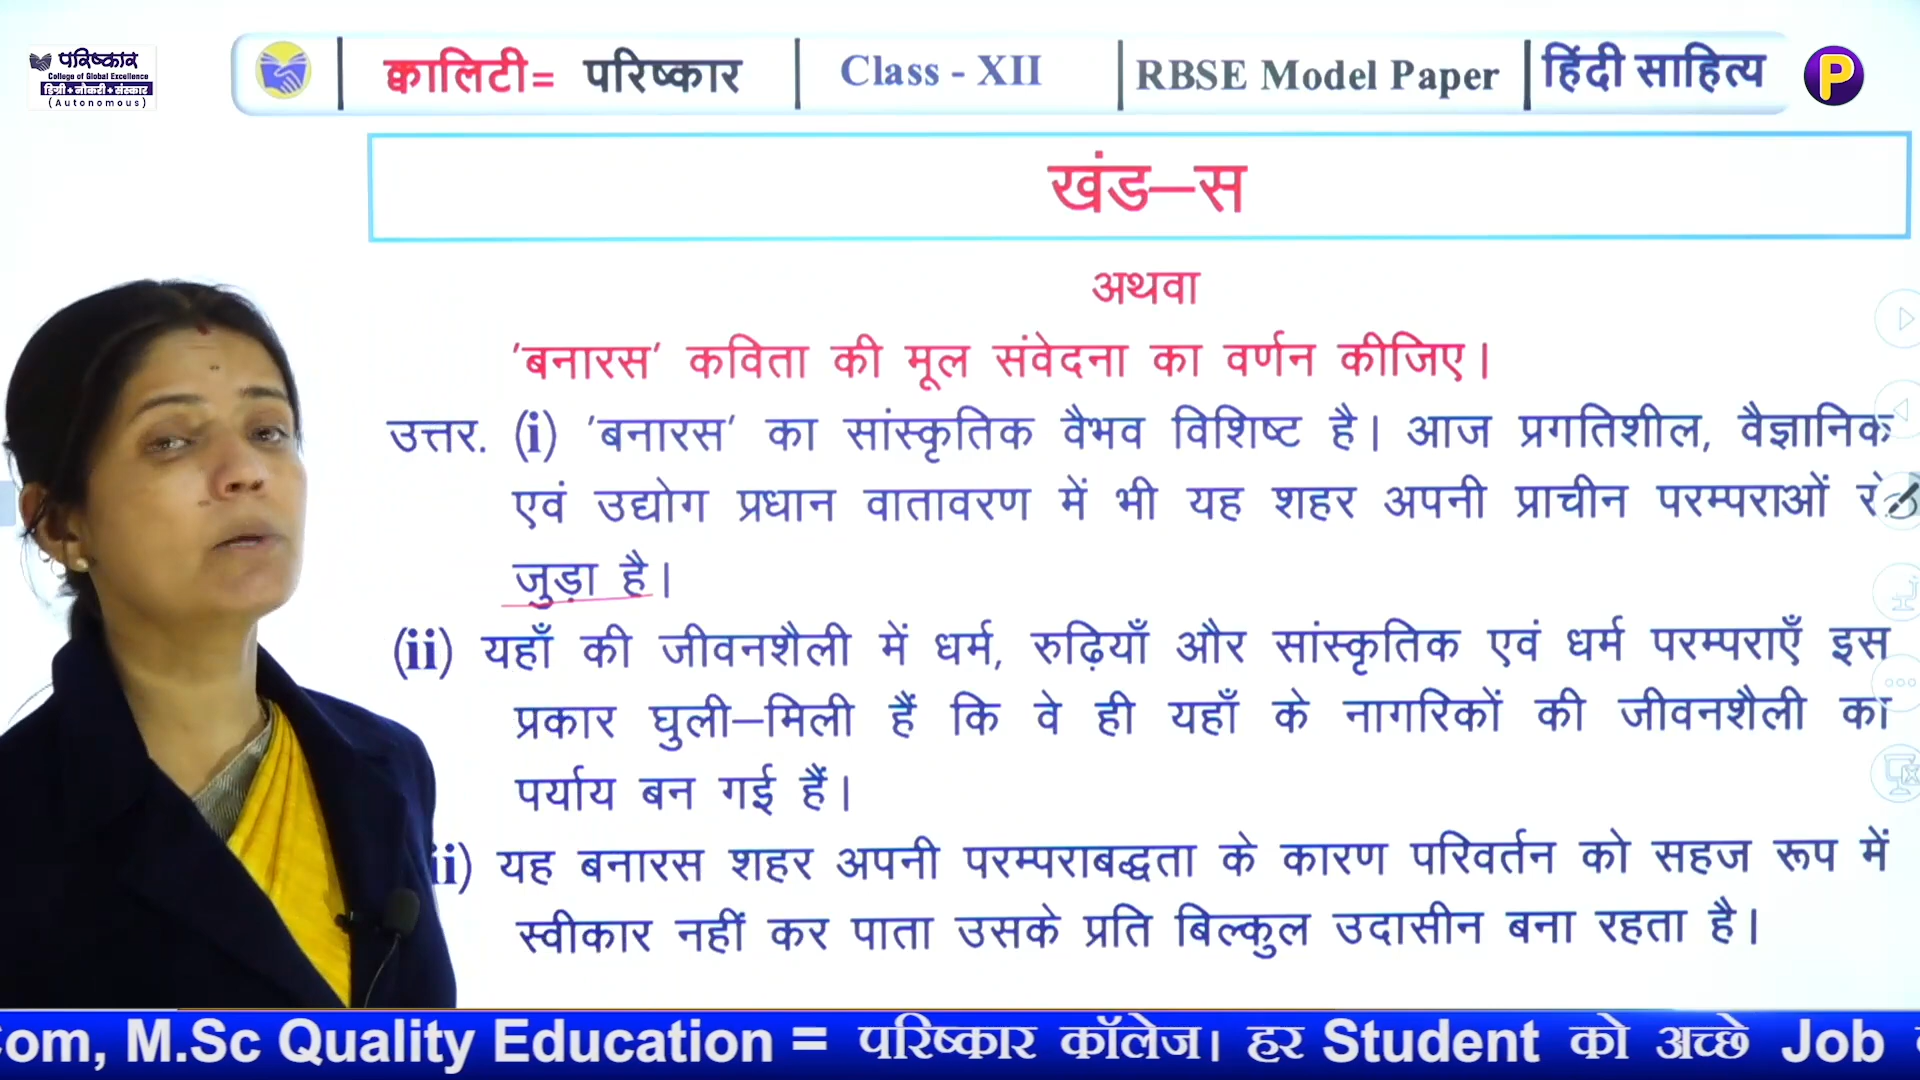 परिष्कार
College of Global Excellence
डिग्री + नौकरी + संस्कार
(Autonomous)
क्वालिटी= परिष्कार
Class - XII
RBSE Model Paper
हिंदी साहित्य
P
खंड–स
अथवा
'बनारस' कविता की मूल संवेदना का वर्णन कीजिए।
उत्तर. (i) 'बनारस' का सांस्कृतिक वैभव विशिष्ट है। आज प्रगतिशील, वैज्ञानिक
एवं उद्योग प्रधान वातावरण में भी यह शहर अपनी प्राचीन परम्पराओं
जुड़ा है।
(ii) यहाँ की जीवनशैली में धर्म, रुढ़ियाँ और सांस्कृतिक एवं धर्म परम्पराएँ इस
प्रकार घुली–मिली हैं कि वे ही यहाँ के नागरिकों की जीवनशैली का
पर्याय बन गई हैं।
ii) यह बनारस शहर अपनी परम्पराबद्धता के कारण परिवर्तन को सहज रूप में
स्वीकार नहीं कर पाता उसके प्रति बिल्कुल उदासीन बना रहता है।
om, M.Sc Quality Education = परिष्कार कॉलेज। हर Student को अच्छे Job